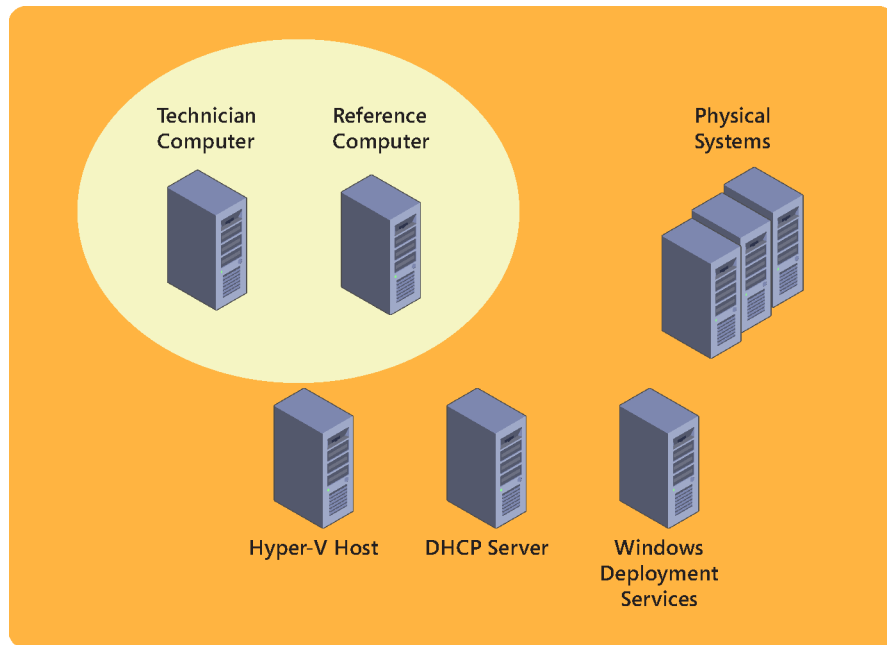 Technician
Computer
Reference
Computer
Physical
Systems
Hyper-V Host
DHCP Server
Windows
Deployment
Services